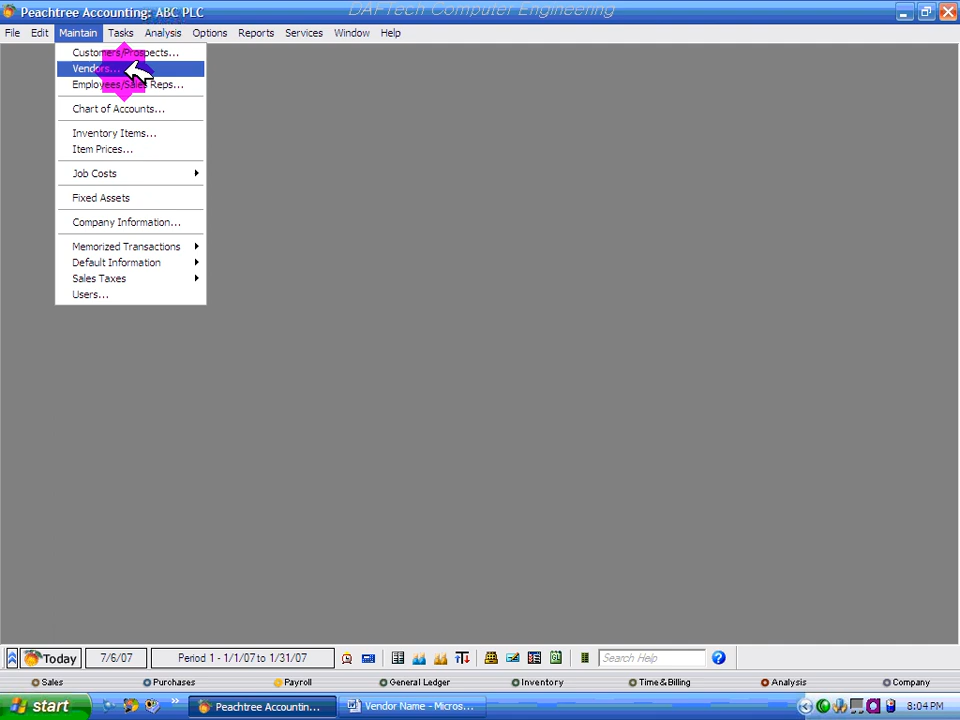 Peachtree Accounting: ABC PLC
DAFTech Computer Engineering
File Edit Maintain Tasks Analysis Options Reports Services Window Help
Customers/Prospects...
Vendors...
Employees/Sales Reps...
Chart of Accounts...
Inventory Items...
Item Prices...
Job Costs
Fixed Assets
Company Information...
Memorized Transactions
Default Information
Sales Taxes
Users...
Today 7/6/07 Period 1 - 1/1/07 to 1/31/07 Search Help
Sales Purchases Payroll General Ledger Inventory Time & Billing Analysis Company
start Peachtree Accountin... Vendor Name - Micros... 8:04 PM